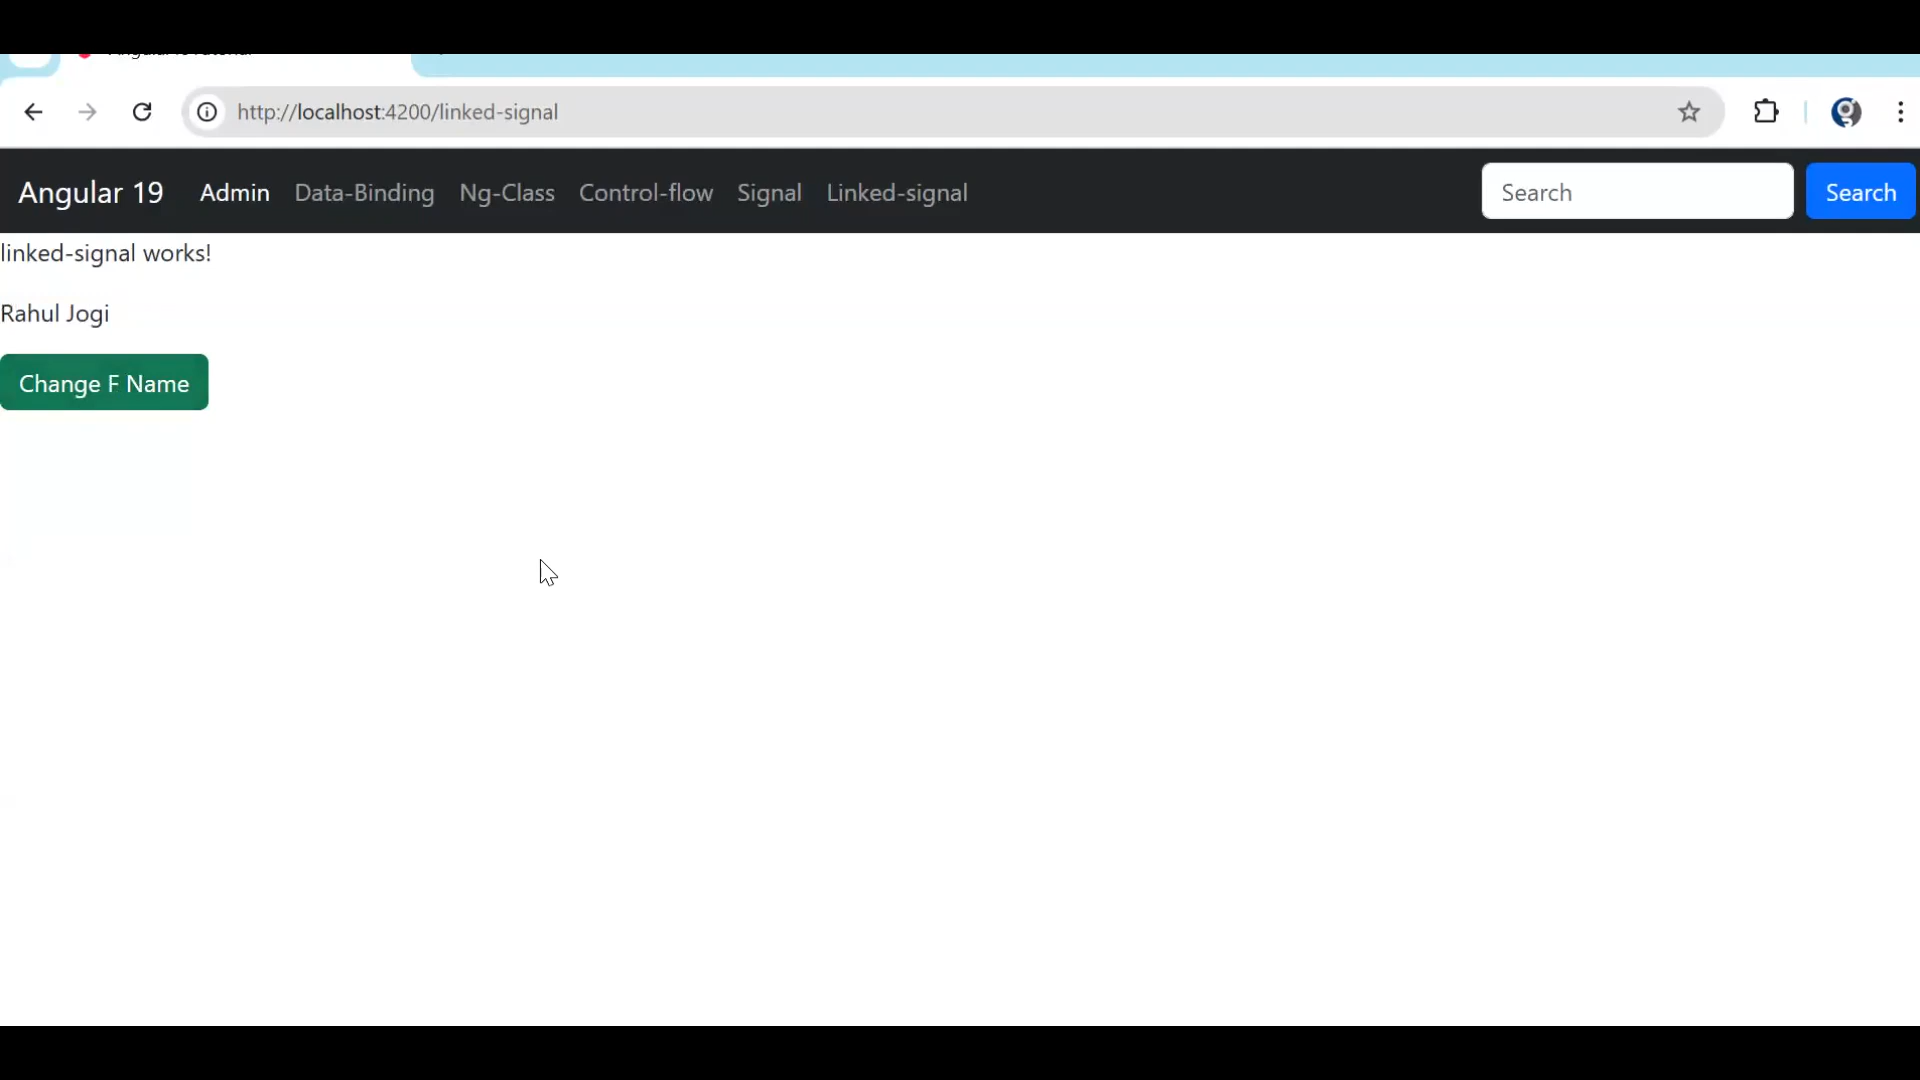 http://localhost:4200/linked-signal
Angular 19 Admin Data-Binding Ng-Class Control-flow Signal Linked-signal Search Search
linked-signal works!
Rahul Jogi
Change F Name